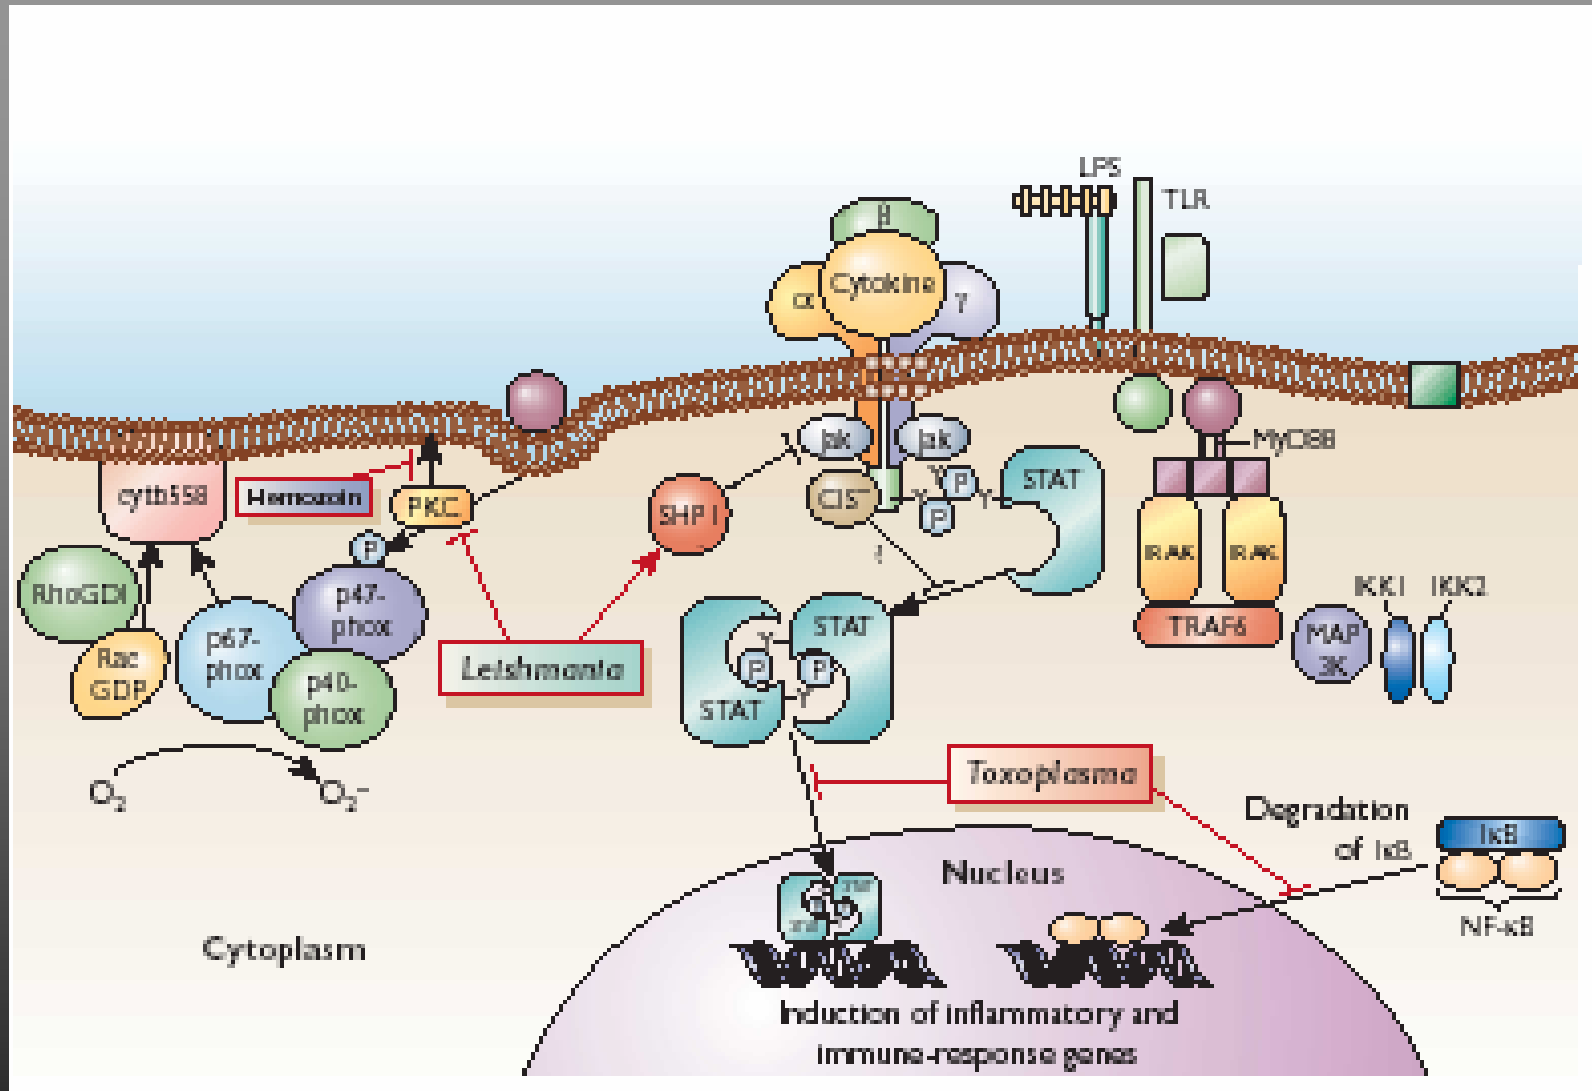 LPS
TLR
β
Cytokine
α
γ
Jak
Jak
MyD88
cytb558
Hemozoin
PKC
SHP1
CIS
Y
P
Y
Y
P
STAT
P
IRAK
IRAK
RhoGDI
p47-
phox
IKK1
IKK2
p67-
phox
STAT
TRAF6
MAP
3K
Rac
GDP
Leishmania
Y
P
P
p40-
phox
STAT
Y
Toxoplasma
O₂
O₂⁻
Degradation
of IκB
IκB
Nucleus
STAT
STAT
NF-κB
Cytoplasm
Induction of inflammatory and
immune-response genes